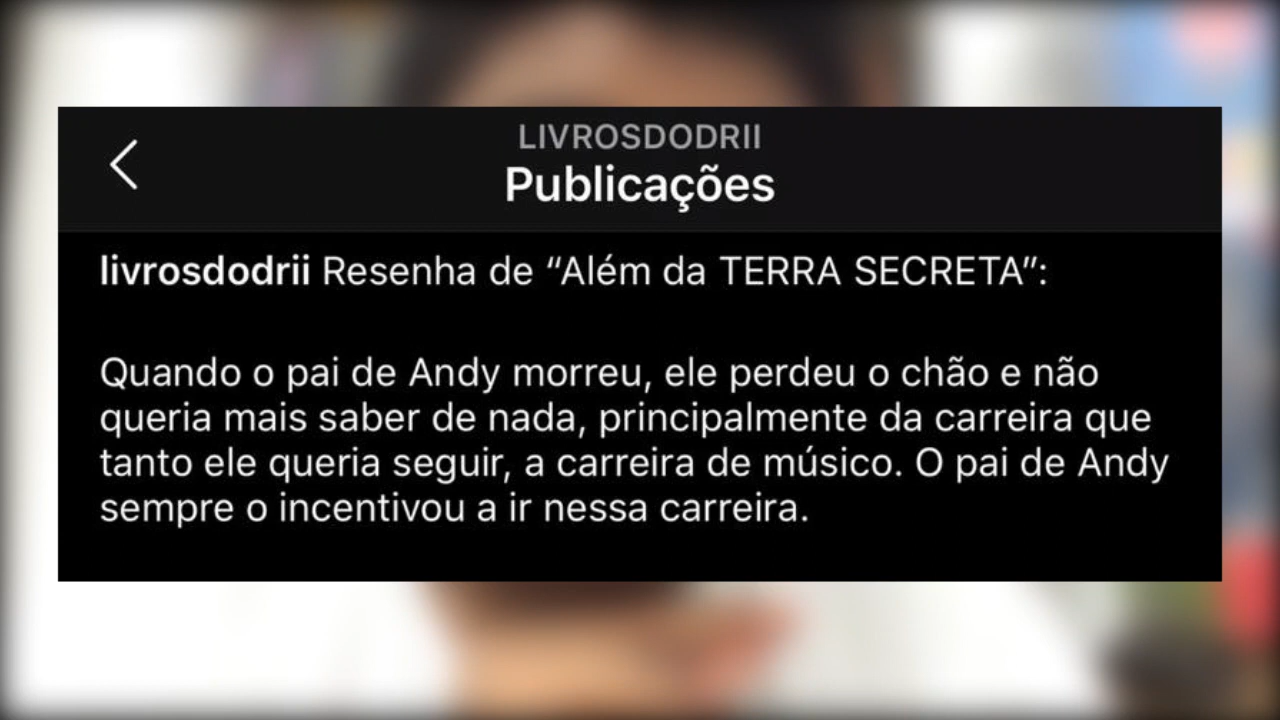 LIVROSDODRII
Publicações
livrosdodrii Resenha de “Além da TERRA SECRETA”:
Quando o pai de Andy morreu, ele perdeu o chão e não
queria mais saber de nada, principalmente da carreira que
tanto ele queria seguir, a carreira de músico. O pai de Andy
sempre o incentivou a ir nessa carreira.